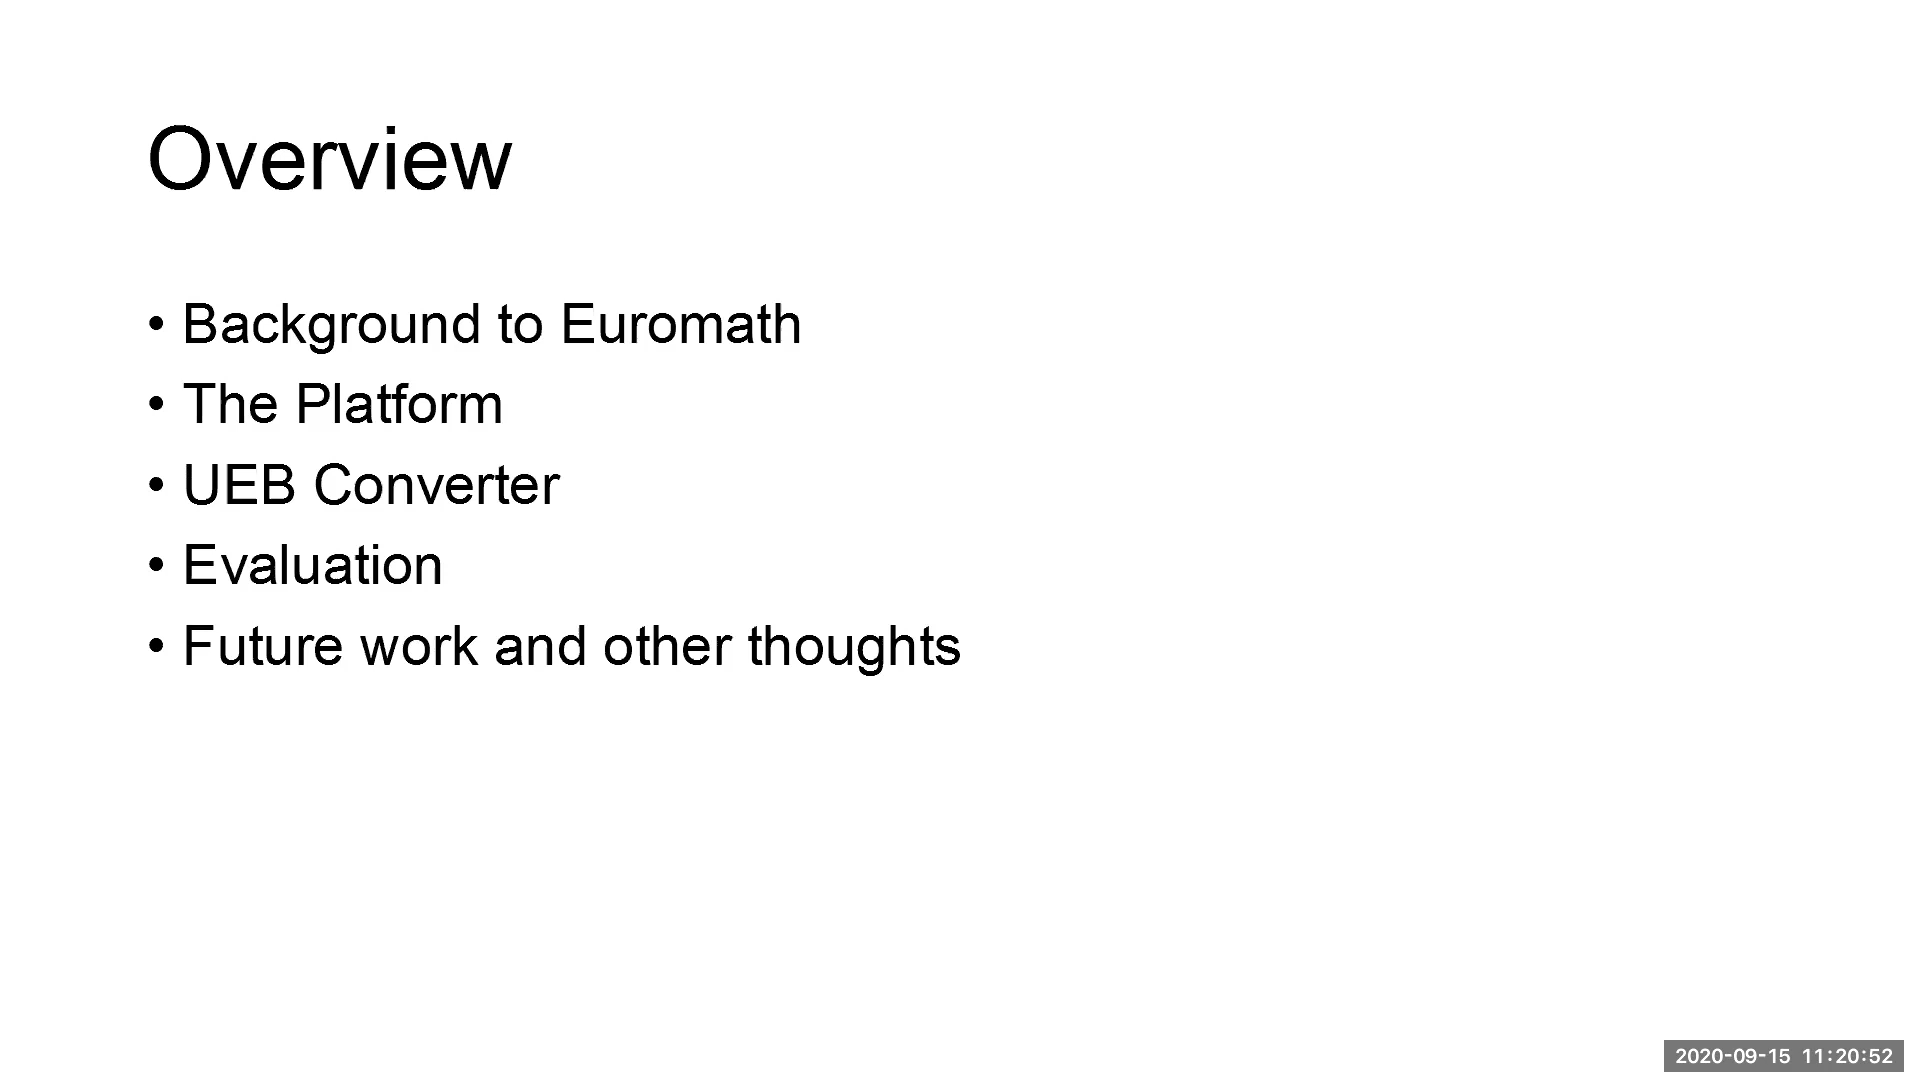 Overview
• Background to Euromath
• The Platform
• UEB Converter
• Evaluation
• Future work and other thoughts
2020-09-15 11:20:52